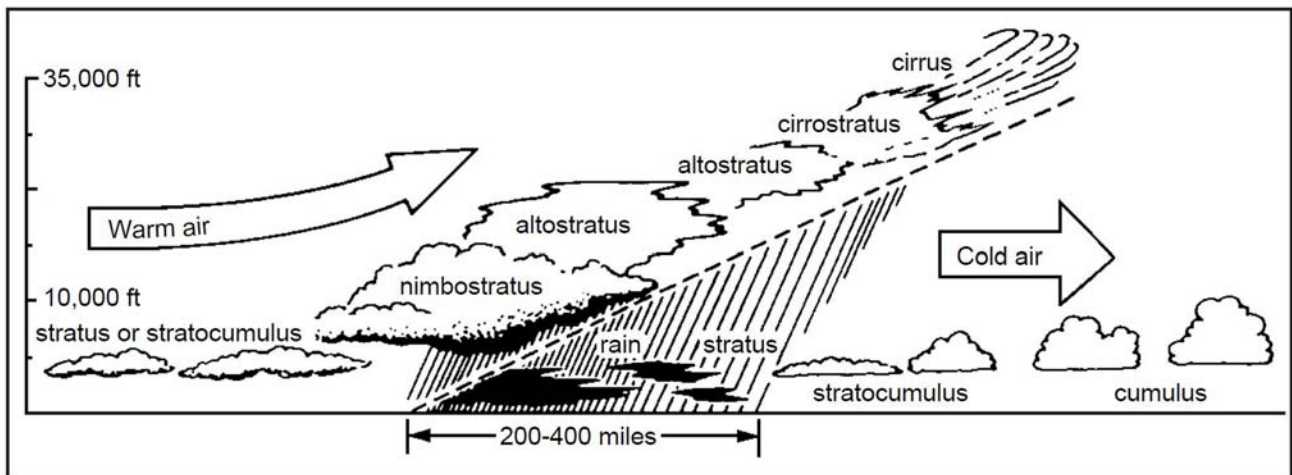 cirrus
35,000 ft
cirrostratus
altostratus
Warm air
altostratus
Cold air
nimbostratus
10,000 ft
stratus or stratocumulus
rain
stratus
stratocumulus
cumulus
200-400 miles